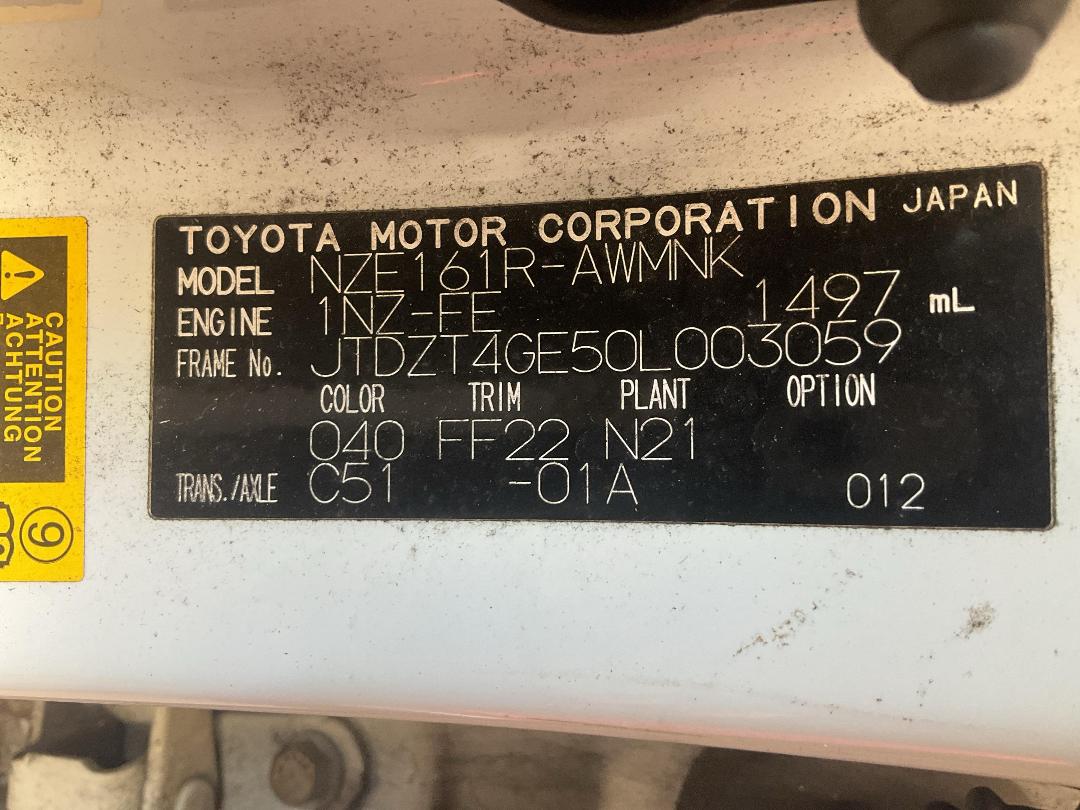 TOYOTA MOTOR CORPORATION JAPAN
MODEL NZE161R-AWMNK
ENGINE 1NZ-FE 1497 mL
FRAME No. JTDZT4GE50L003059
COLOR TRIM PLANT OPTION
040 FF22 N21
TRANS./AXLE C51 -01A 012
CAUTION
ATTENTION
ACHTUNG
9